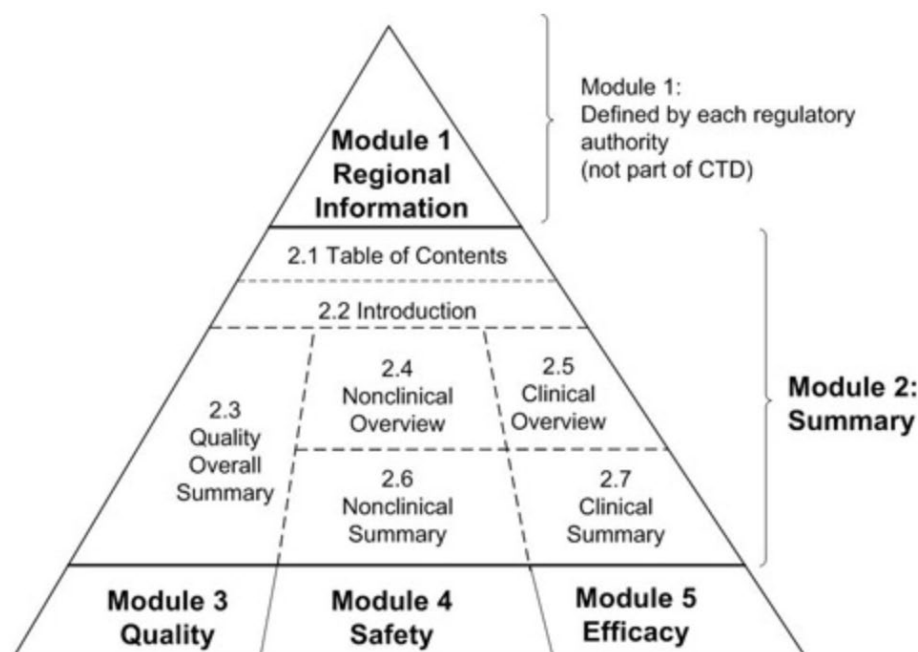 Module 1
Regional
Information
Module 1:
Defined by each regulatory
authority
(not part of CTD)
2.1 Table of Contents
2.2 Introduction
2.3
Quality
Overall
Summary
2.4
Nonclinical
Overview
2.5
Clinical
Overview
2.6
Nonclinical
Summary
2.7
Clinical
Summary
Module 2:
Summary
Module 3
Quality
Module 4
Safety
Module 5
Efficacy